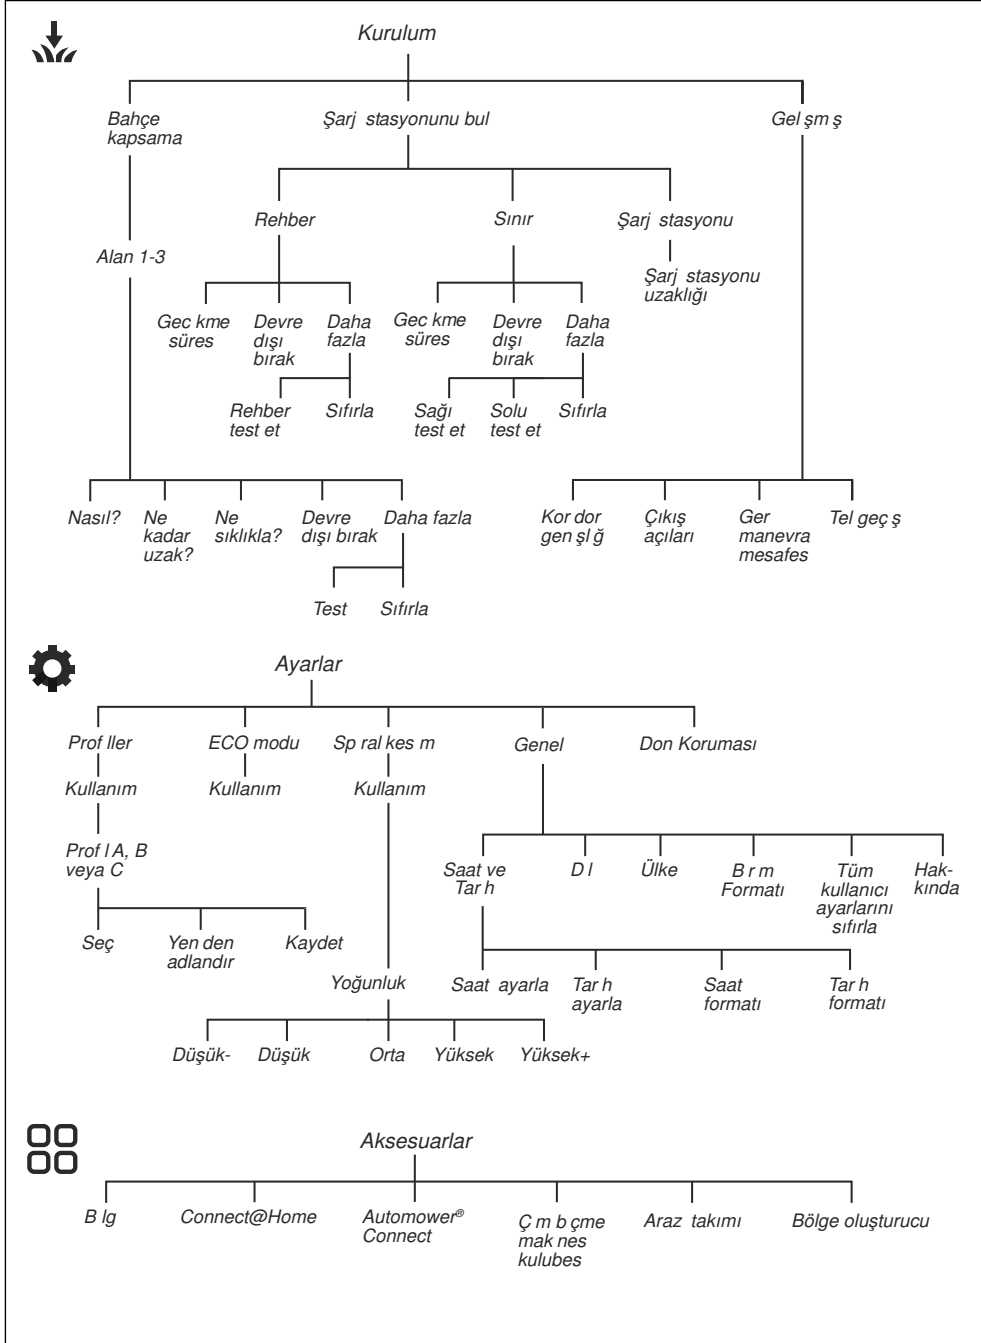 Kurulum
Bahçe
kapsama
Şarj stasyonunu bul
Gel şm ş
Rehber
Sınır
Şarj stasyonu
Alan 1-3
Şarj stasyonu
uzaklığı
Gec kme
süres
Devre
dışı
bırak
Daha
fazla
Gec kme
süres
Devre
dışı
bırak
Daha
fazla
Rehber
test et
Sıfırla
Sağı
test et
Solu
test et
Sıfırla
Nasıl?
Ne
kadar
uzak?
Ne
sıklıkla?
Devre
dışı bırak
Daha fazla
Kor dor
gen şl ğ
Çıkış
açıları
Ger
manevra
mesafes
Tel geç ş
Test
Sıfırla
Ayarlar
Prof ller
ECO modu
Sp ral kes m
Genel
Don Koruması
Kullanım
Kullanım
Kullanım
Prof l A, B
veya C
Saat ve
Tar h
D l
Ülke
B r m
Formatı
Tüm
kullanıcı
ayarlarını
sıfırla
Hak-
kında
Seç
Yen den
adlandır
Kaydet
Yoğunluk
Saat ayarla
Tar h
ayarla
Saat
formatı
Tar h
formatı
Düşük-
Düşük
Orta
Yüksek
Yüksek+
Aksesuarlar
B lg
Connect@Home
Automower®
Connect
Ç m b çme
mak nes
kulubes
Araz takımı
Bölge oluşturucu